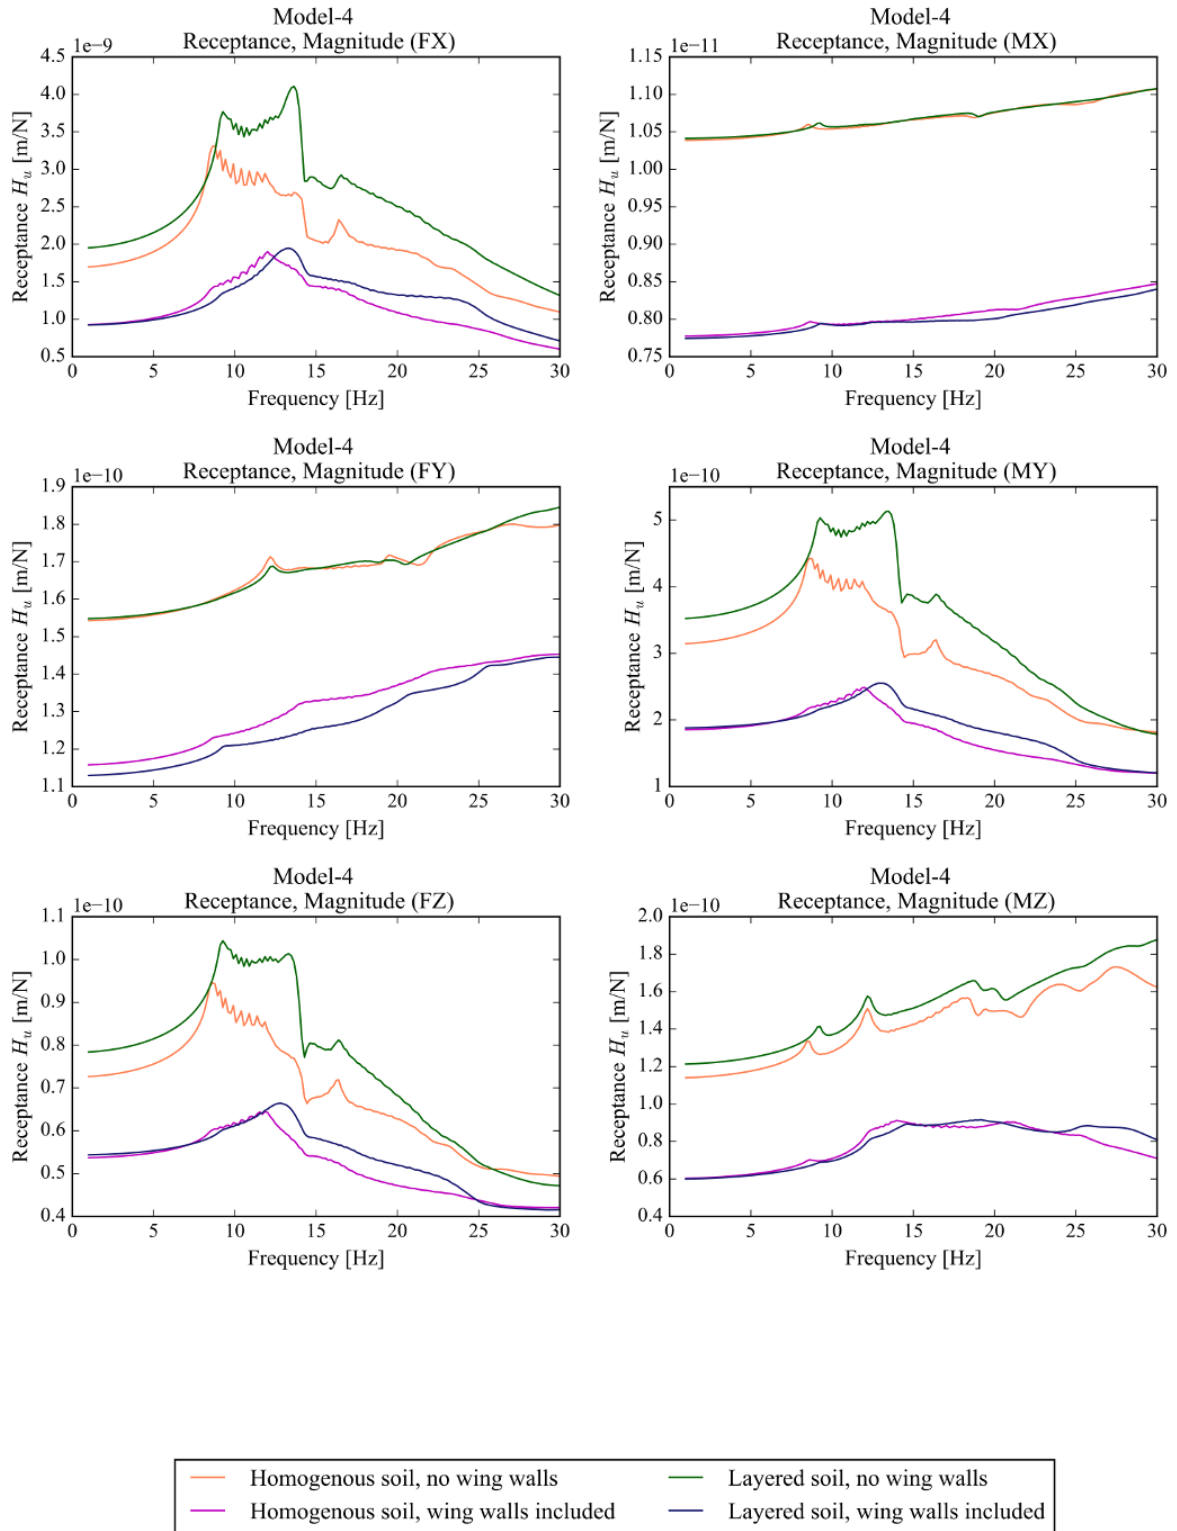 Model-4
Receptance, Magnitude (FX)
1e−9
4.5
4.0
3.5
3.0
2.5
2.0
1.5
1.0
0.5
Receptance H_u [m/N]
0 5 10 15 20 25 30
Frequency [Hz]
Model-4
Receptance, Magnitude (MX)
1e−11
1.15
1.10
1.05
1.00
0.95
0.90
0.85
0.80
0.75
Receptance H_u [m/N]
0 5 10 15 20 25 30
Frequency [Hz]
Model-4
Receptance, Magnitude (FY)
1e−10
1.9
1.8
1.7
1.6
1.5
1.4
1.3
1.2
1.1
Receptance H_u [m/N]
0 5 10 15 20 25 30
Frequency [Hz]
Model-4
Receptance, Magnitude (MY)
1e−10
5
4
3
2
1
Receptance H_u [m/N]
0 5 10 15 20 25 30
Frequency [Hz]
Model-4
Receptance, Magnitude (FZ)
1e−10
1.1
1.0
0.9
0.8
0.7
0.6
0.5
0.4
Receptance H_u [m/N]
0 5 10 15 20 25 30
Frequency [Hz]
Model-4
Receptance, Magnitude (MZ)
1e−10
2.0
1.8
1.6
1.4
1.2
1.0
0.8
0.6
0.4
Receptance H_u [m/N]
0 5 10 15 20 25 30
Frequency [Hz]
Homogenous soil, no wing walls
Homogenous soil, wing walls included
Layered soil, no wing walls
Layered soil, wing walls included